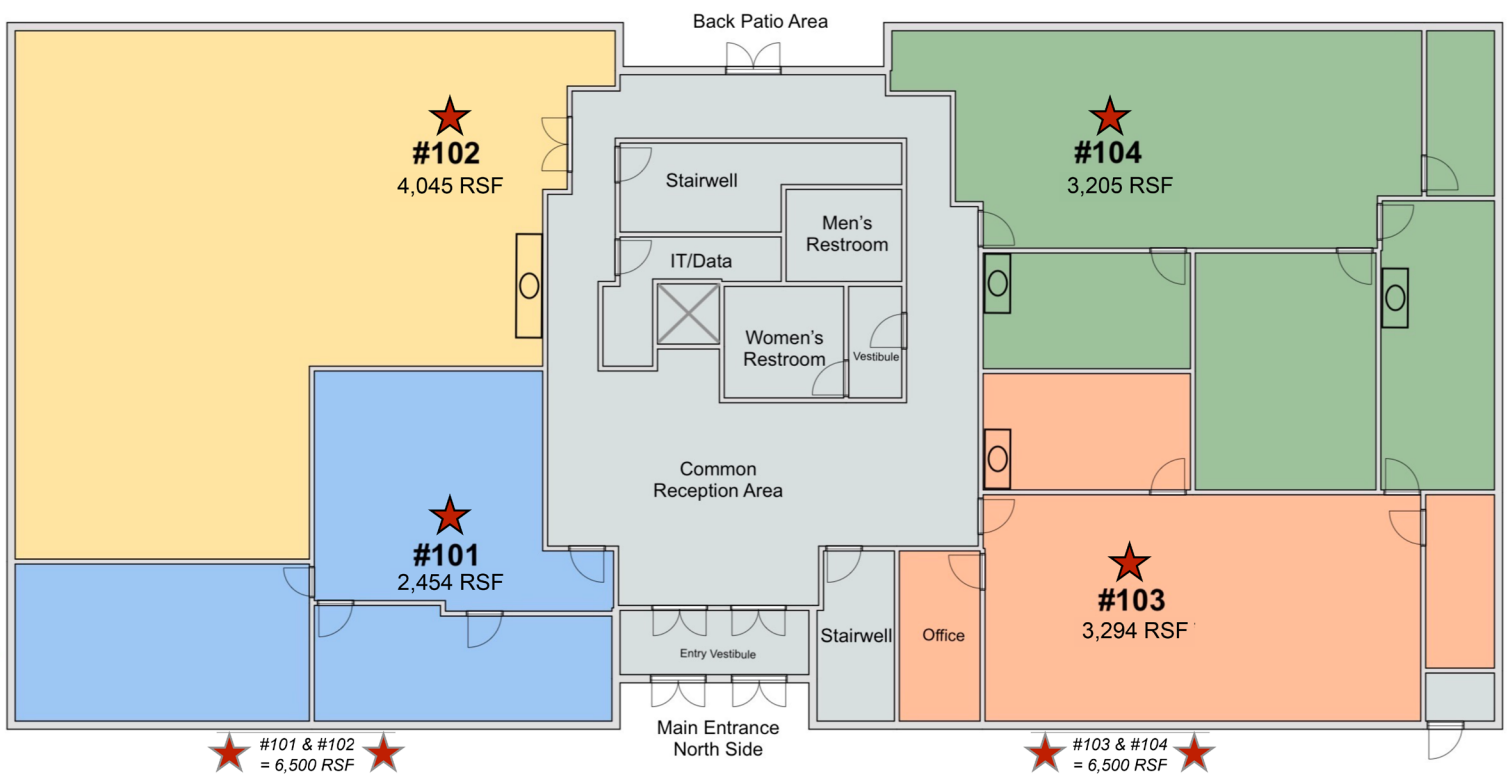 Back Patio Area
#102
4,045 RSF
#104
3,205 RSF
Stairwell
Men's
Restroom
IT/Data
Women's
Restroom
Vestibule
Common
Reception Area
#101
2,454 RSF
#103
3,294 RSF
Stairwell
Office
Entry Vestibule
Main Entrance
North Side
#101 & #102
= 6,500 RSF
#103 & #104
= 6,500 RSF